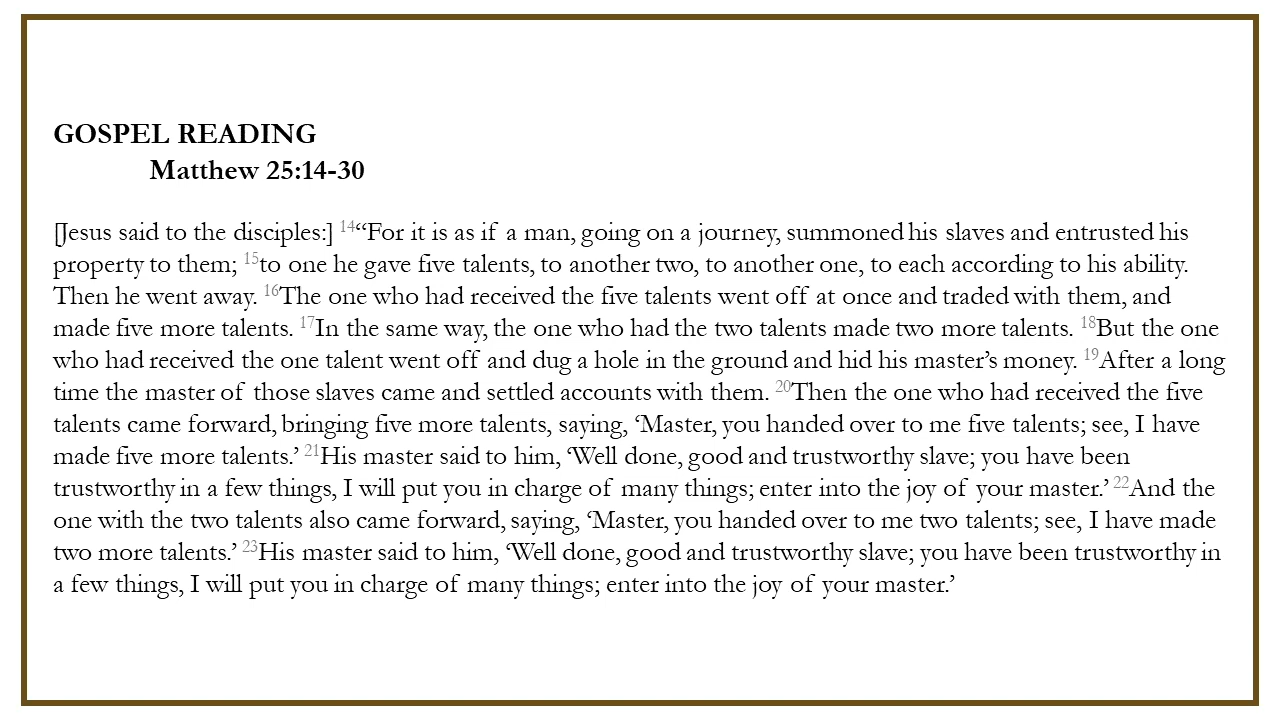 GOSPEL READING
Matthew 25:14-30
[Jesus said to the disciples:] 14“For it is as if a man, going on a journey, summoned his slaves and entrusted his
property to them; 15to one he gave five talents, to another two, to another one, to each according to his ability.
Then he went away. 16The one who had received the five talents went off at once and traded with them, and
made five more talents. 17In the same way, the one who had the two talents made two more talents. 18But the one
who had received the one talent went off and dug a hole in the ground and hid his master’s money. 19After a long
time the master of those slaves came and settled accounts with them. 20Then the one who had received the five
talents came forward, bringing five more talents, saying, ‘Master, you handed over to me five talents; see, I have
made five more talents.’ 21His master said to him, ‘Well done, good and trustworthy slave; you have been
trustworthy in a few things, I will put you in charge of many things; enter into the joy of your master.’ 22And the
one with the two talents also came forward, saying, ‘Master, you handed over to me two talents; see, I have made
two more talents.’ 23His master said to him, ‘Well done, good and trustworthy slave; you have been trustworthy in
a few things, I will put you in charge of many things; enter into the joy of your master.’